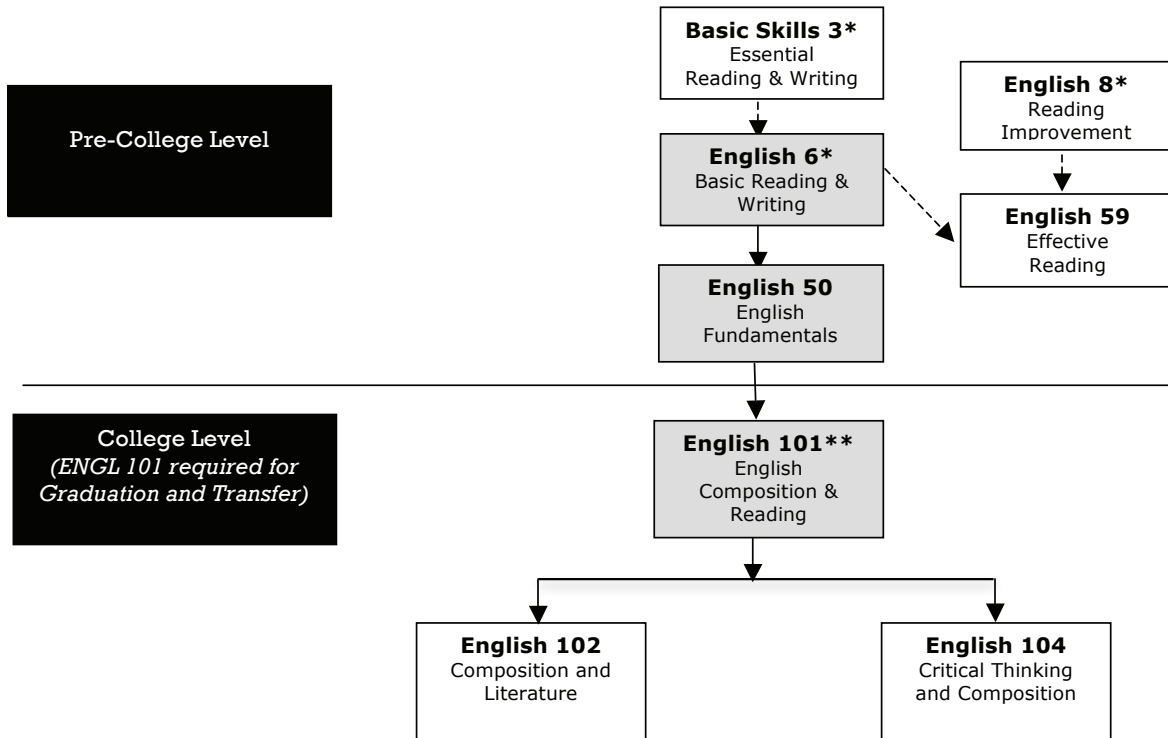 Basic Skills 3*
Essential
Reading & Writing
English 8*
Reading
Improvement
Pre-College Level
English 6*
Basic Reading &
Writing
English 59
Effective
Reading
English 50
English
Fundamentals
College Level
(ENGL 101 required for
Graduation and Transfer)
English 101**
English
Composition &
Reading
English 102
Composition and
Literature
English 104
Critical Thinking
and Composition